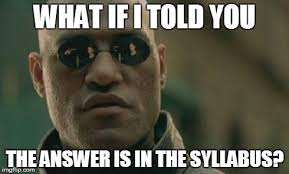 WHAT IF I TOLD YOU
THE ANSWER IS IN THE SYLLABUS?
imgflip.com